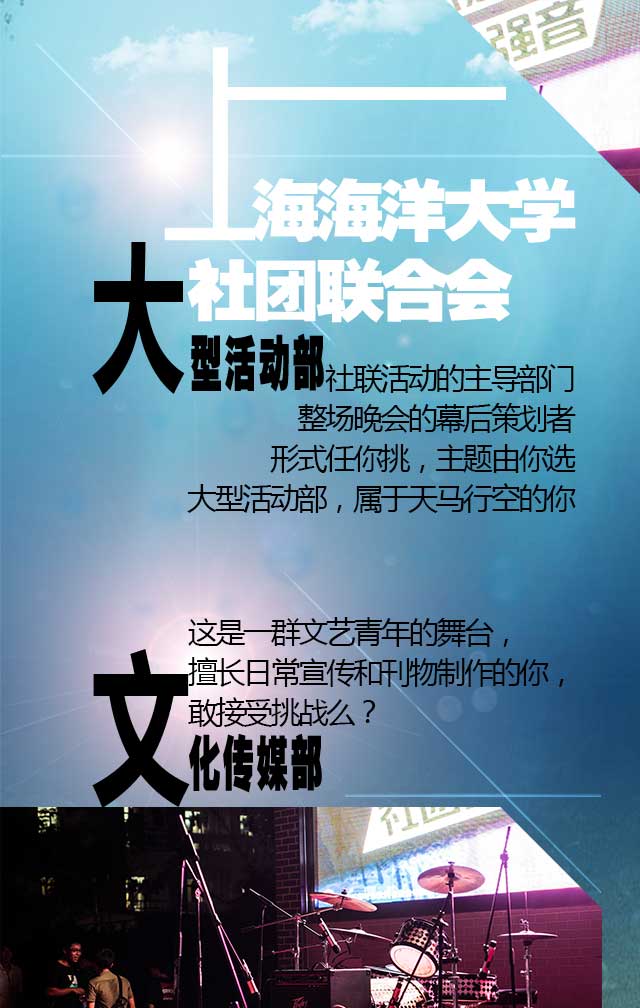 强音
上海海洋大学
社团联合会
大型活动部
社联活动的主导部门
整场晚会的幕后策划者
形式任你挑，主题由你选
大型活动部，属于天马行空的你
这是一群文艺青年的舞台，
擅长日常宣传和刊物制作的你，
敢接受挑战么？
文化传媒部
社团
PEAVEY